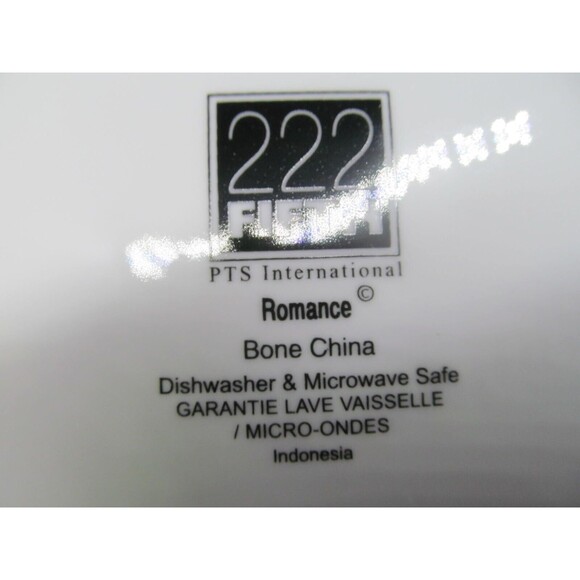 222
FIFTH
PTS International
Romance ©
Bone China
Dishwasher & Microwave Safe
GARANTIE LAVE VAISSELLE
/ MICRO-ONDES
Indonesia